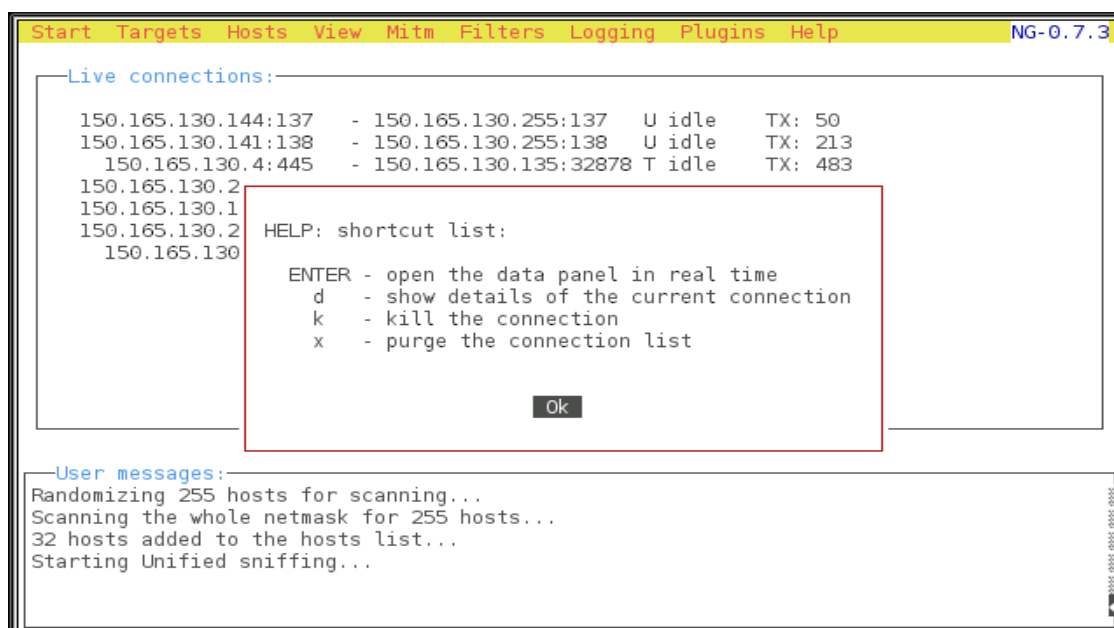 Start Targets Hosts View Mitm Filters Logging Plugins Help NG-0.7.3
Live connections:
150.165.130.144:137 - 150.165.130.255:137 U idle TX: 50
150.165.130.141:138 - 150.165.130.255:138 U idle TX: 213
150.165.130.4:445 - 150.165.130.135:32878 T idle TX: 483
150.165.130.2
150.165.130.1
150.165.130.2
150.165.130
HELP: shortcut list:
ENTER - open the data panel in real time
d - show details of the current connection
k - kill the connection
x - purge the connection list
Ok
User messages:
Randomizing 255 hosts for scanning...
Scanning the whole netmask for 255 hosts...
32 hosts added to the hosts list...
Starting Unified sniffing...